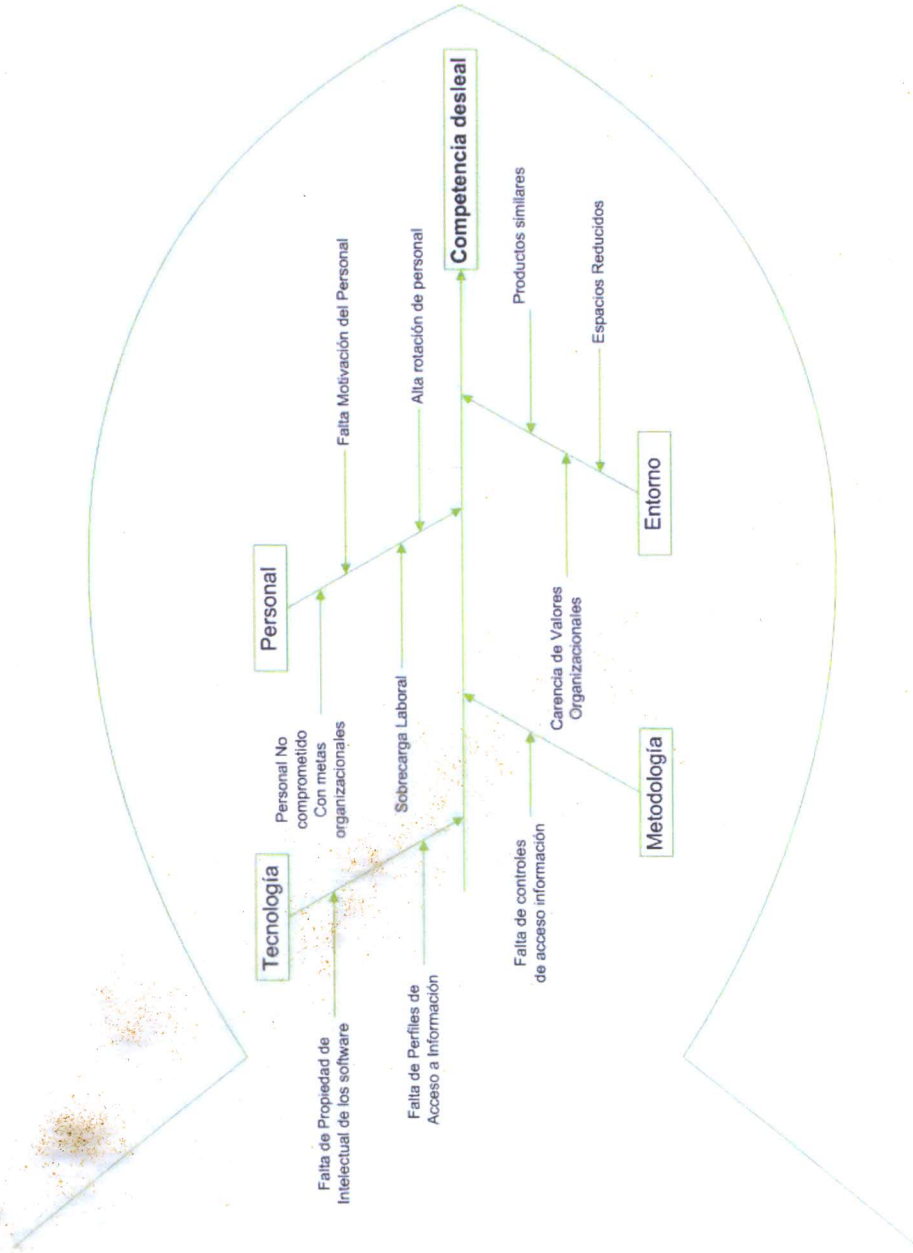 Tecnología
Personal
Falta de Propiedad de
Intelectual de los software
Falta de Perfiles de
Acceso a Información
Personal No
comprometido
Con metas
organizacionales
Sobrecarga Laboral
Falta Motivación del Personal
Alta rotación de personal
Competencia desleal
Falta de controles
de acceso información
Carencia de Valores
Organizacionales
Productos similares
Espacios Reducidos
Metodología
Entorno